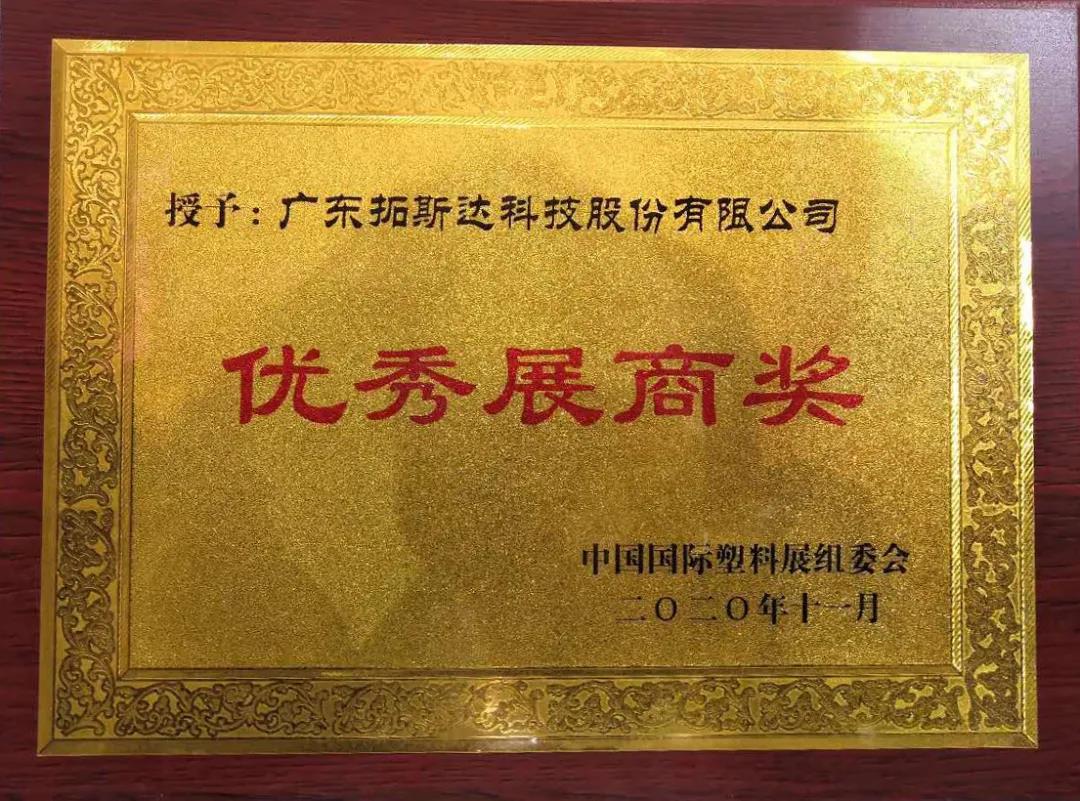 授予：广东拓斯达科技股份有限公司
优秀展商奖
中国国际塑料展组委会
二〇二〇年十一月